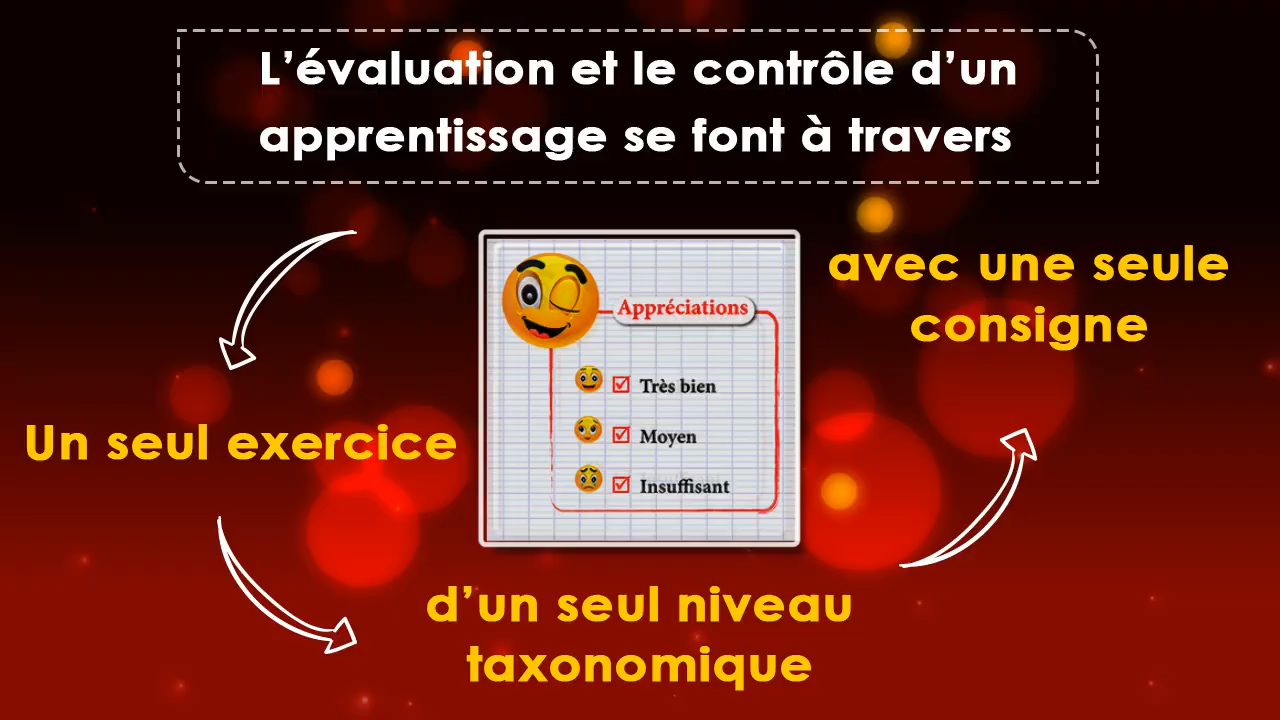 L’évaluation et le contrôle d’un
apprentissage se font à travers
Un seul exercice
d’un seul niveau
taxonomique
avec une seule
consigne
Appréciations
Très bien
Moyen
Insuffisant